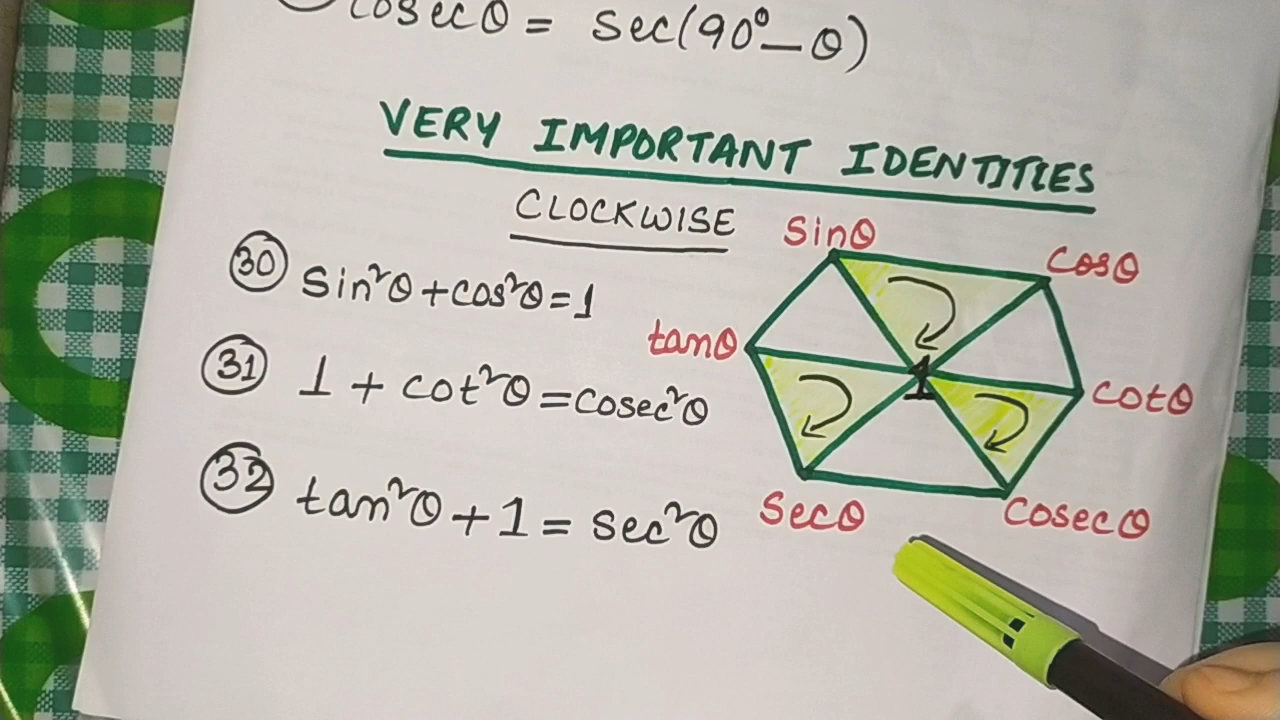 cosecθ = sec(90° – θ)
VERY IMPORTANT IDENTITIES
CLOCKWISE
30 sin²θ + cos²θ = 1
31 1 + cot²θ = cosec²θ
32 tan²θ + 1 = sec²θ
sinθ
cosθ
tanθ
1
cotθ
secθ
cosecθ